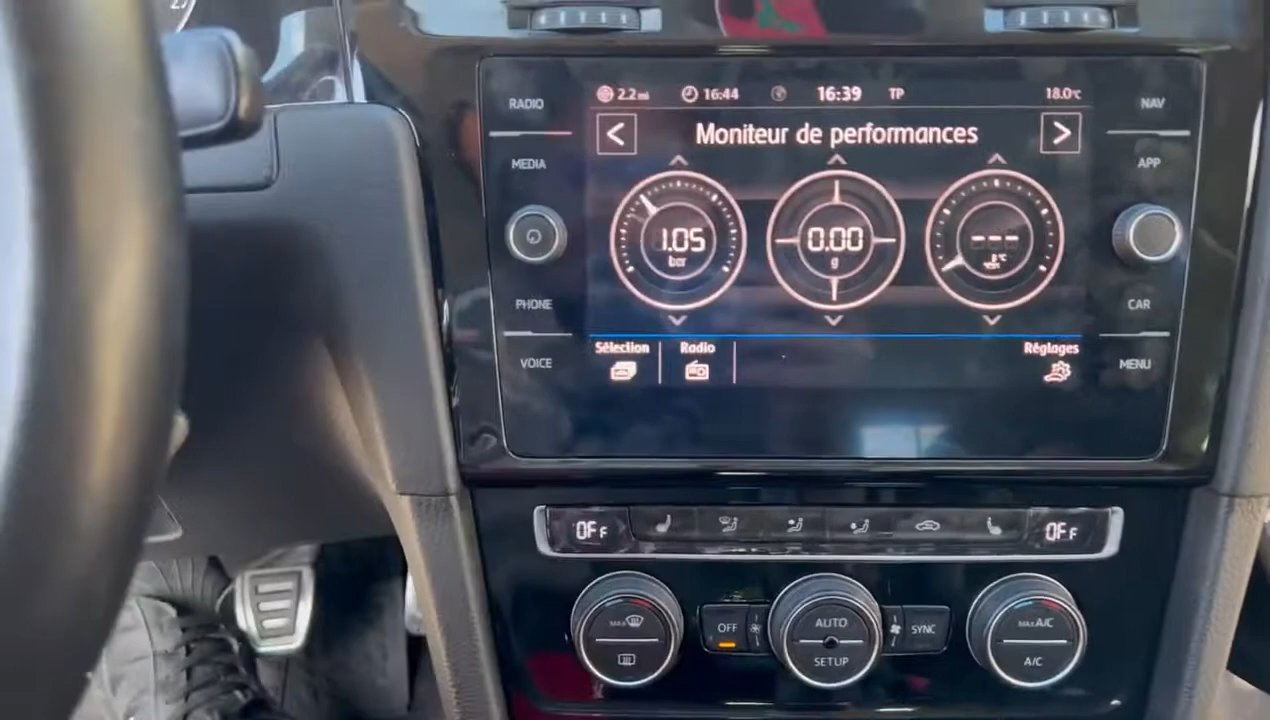 RADIO
MEDIA
PHONE
VOICE
2.2 mi 16:44 16:39 TP 18.0°C
< Moniteur de performances >
1.05
bar
0.00
g
---
°C
Sélection Radio Réglages
NAV
APP
CAR
MENU
OFF OFF
MAX
OFF
AUTO
SETUP
SYNC
MAX A/C
A/C